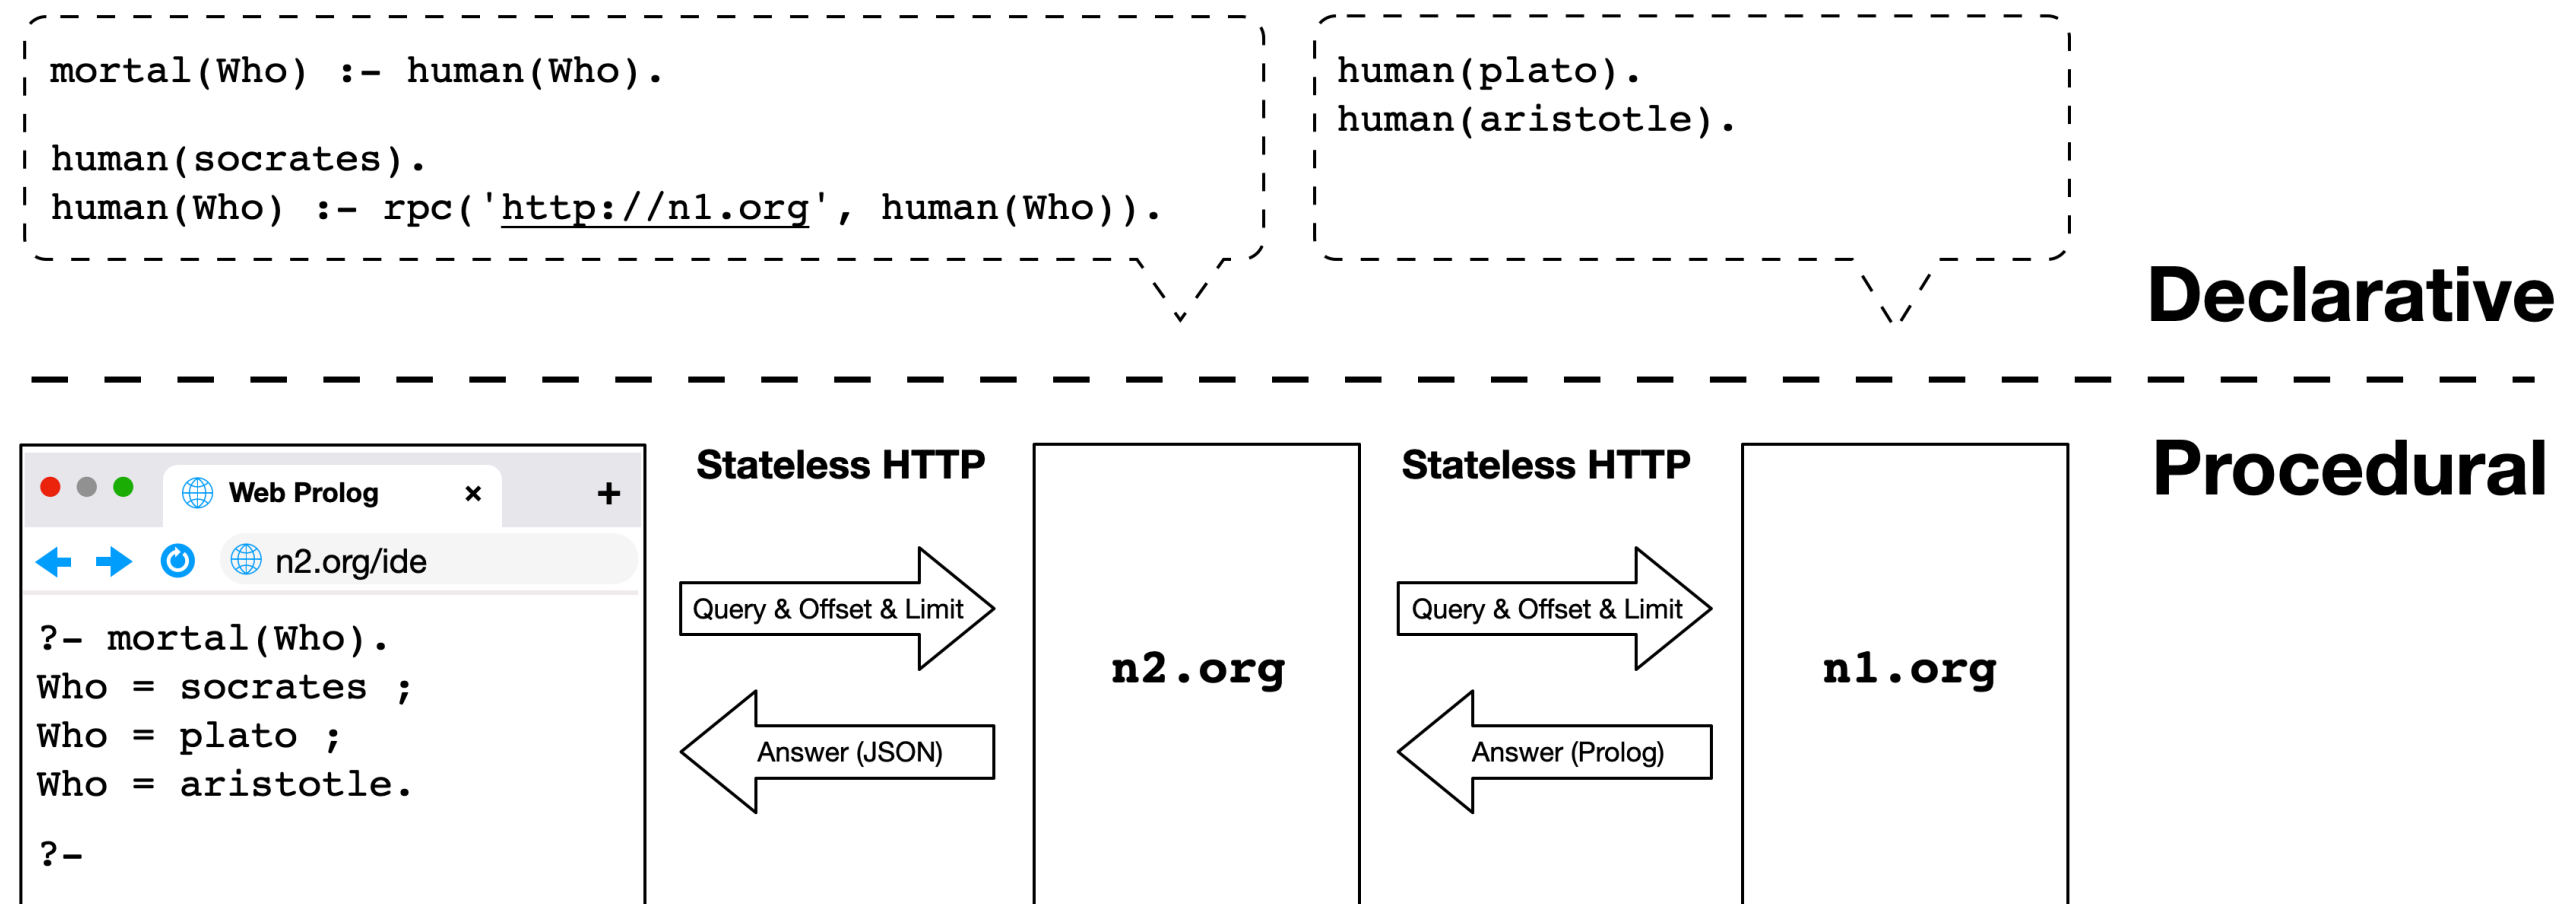 mortal(Who) :- human(Who).
human(socrates).
human(Who) :- rpc('http://n1.org', human(Who)).
human(plato).
human(aristotle).
Declarative
Procedural
Web Prolog × +
n2.org/ide
?- mortal(Who).
Who = socrates ;
Who = plato ;
Who = aristotle.
?-
Stateless HTTP
Query & Offset & Limit
Answer (JSON)
n2.org
Stateless HTTP
Query & Offset & Limit
Answer (Prolog)
n1.org